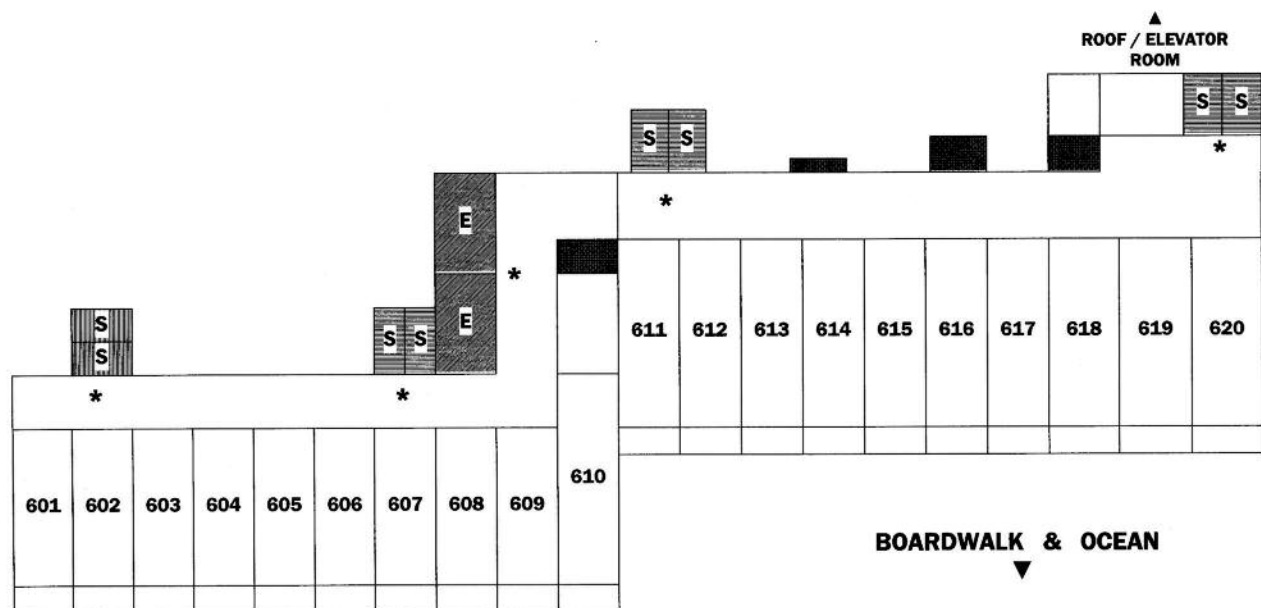 ▲
ROOF / ELEVATOR
ROOM
S S
*
S S
*
E
*
E
S
S
*
S S
*
611 612 613 614 615 616 617 618 619 620
601 602 603 604 605 606 607 608 609 610
BOARDWALK & OCEAN
▼